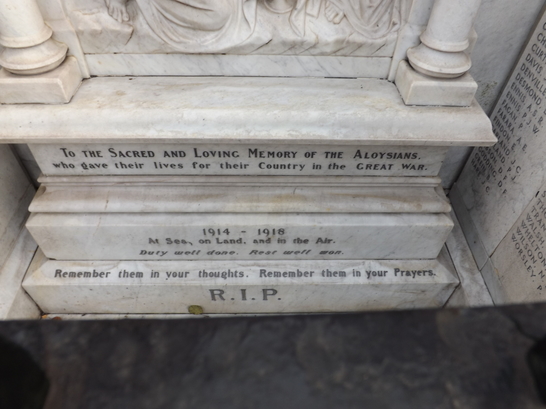 To the Sacred and Loving Memory of the Aloysians,
who gave their lives for their Country in the GREAT WAR.
1914 - 1918
At Sea, on Land, and in the Air.
Duty well done. Rest well won.
Remember them in your thoughts. Remember them in your Prayers.
R.I.P.